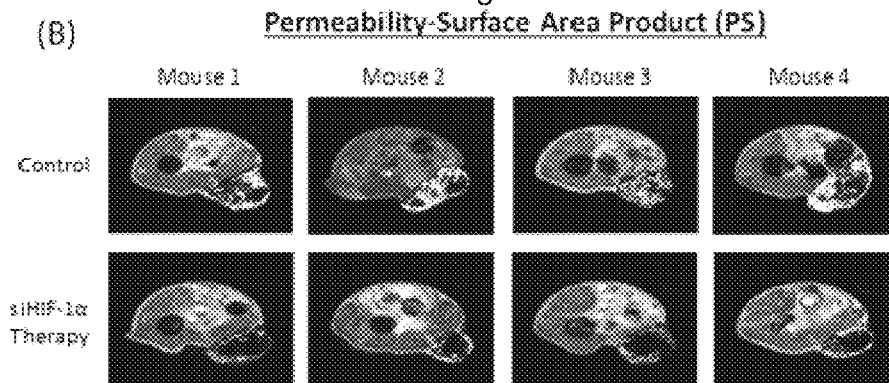 Permeability-Surface Area Product (PS)
(B)
Mouse 1 Mouse 2 Mouse 3 Mouse 4
Control
siHIF-1α
Therapy